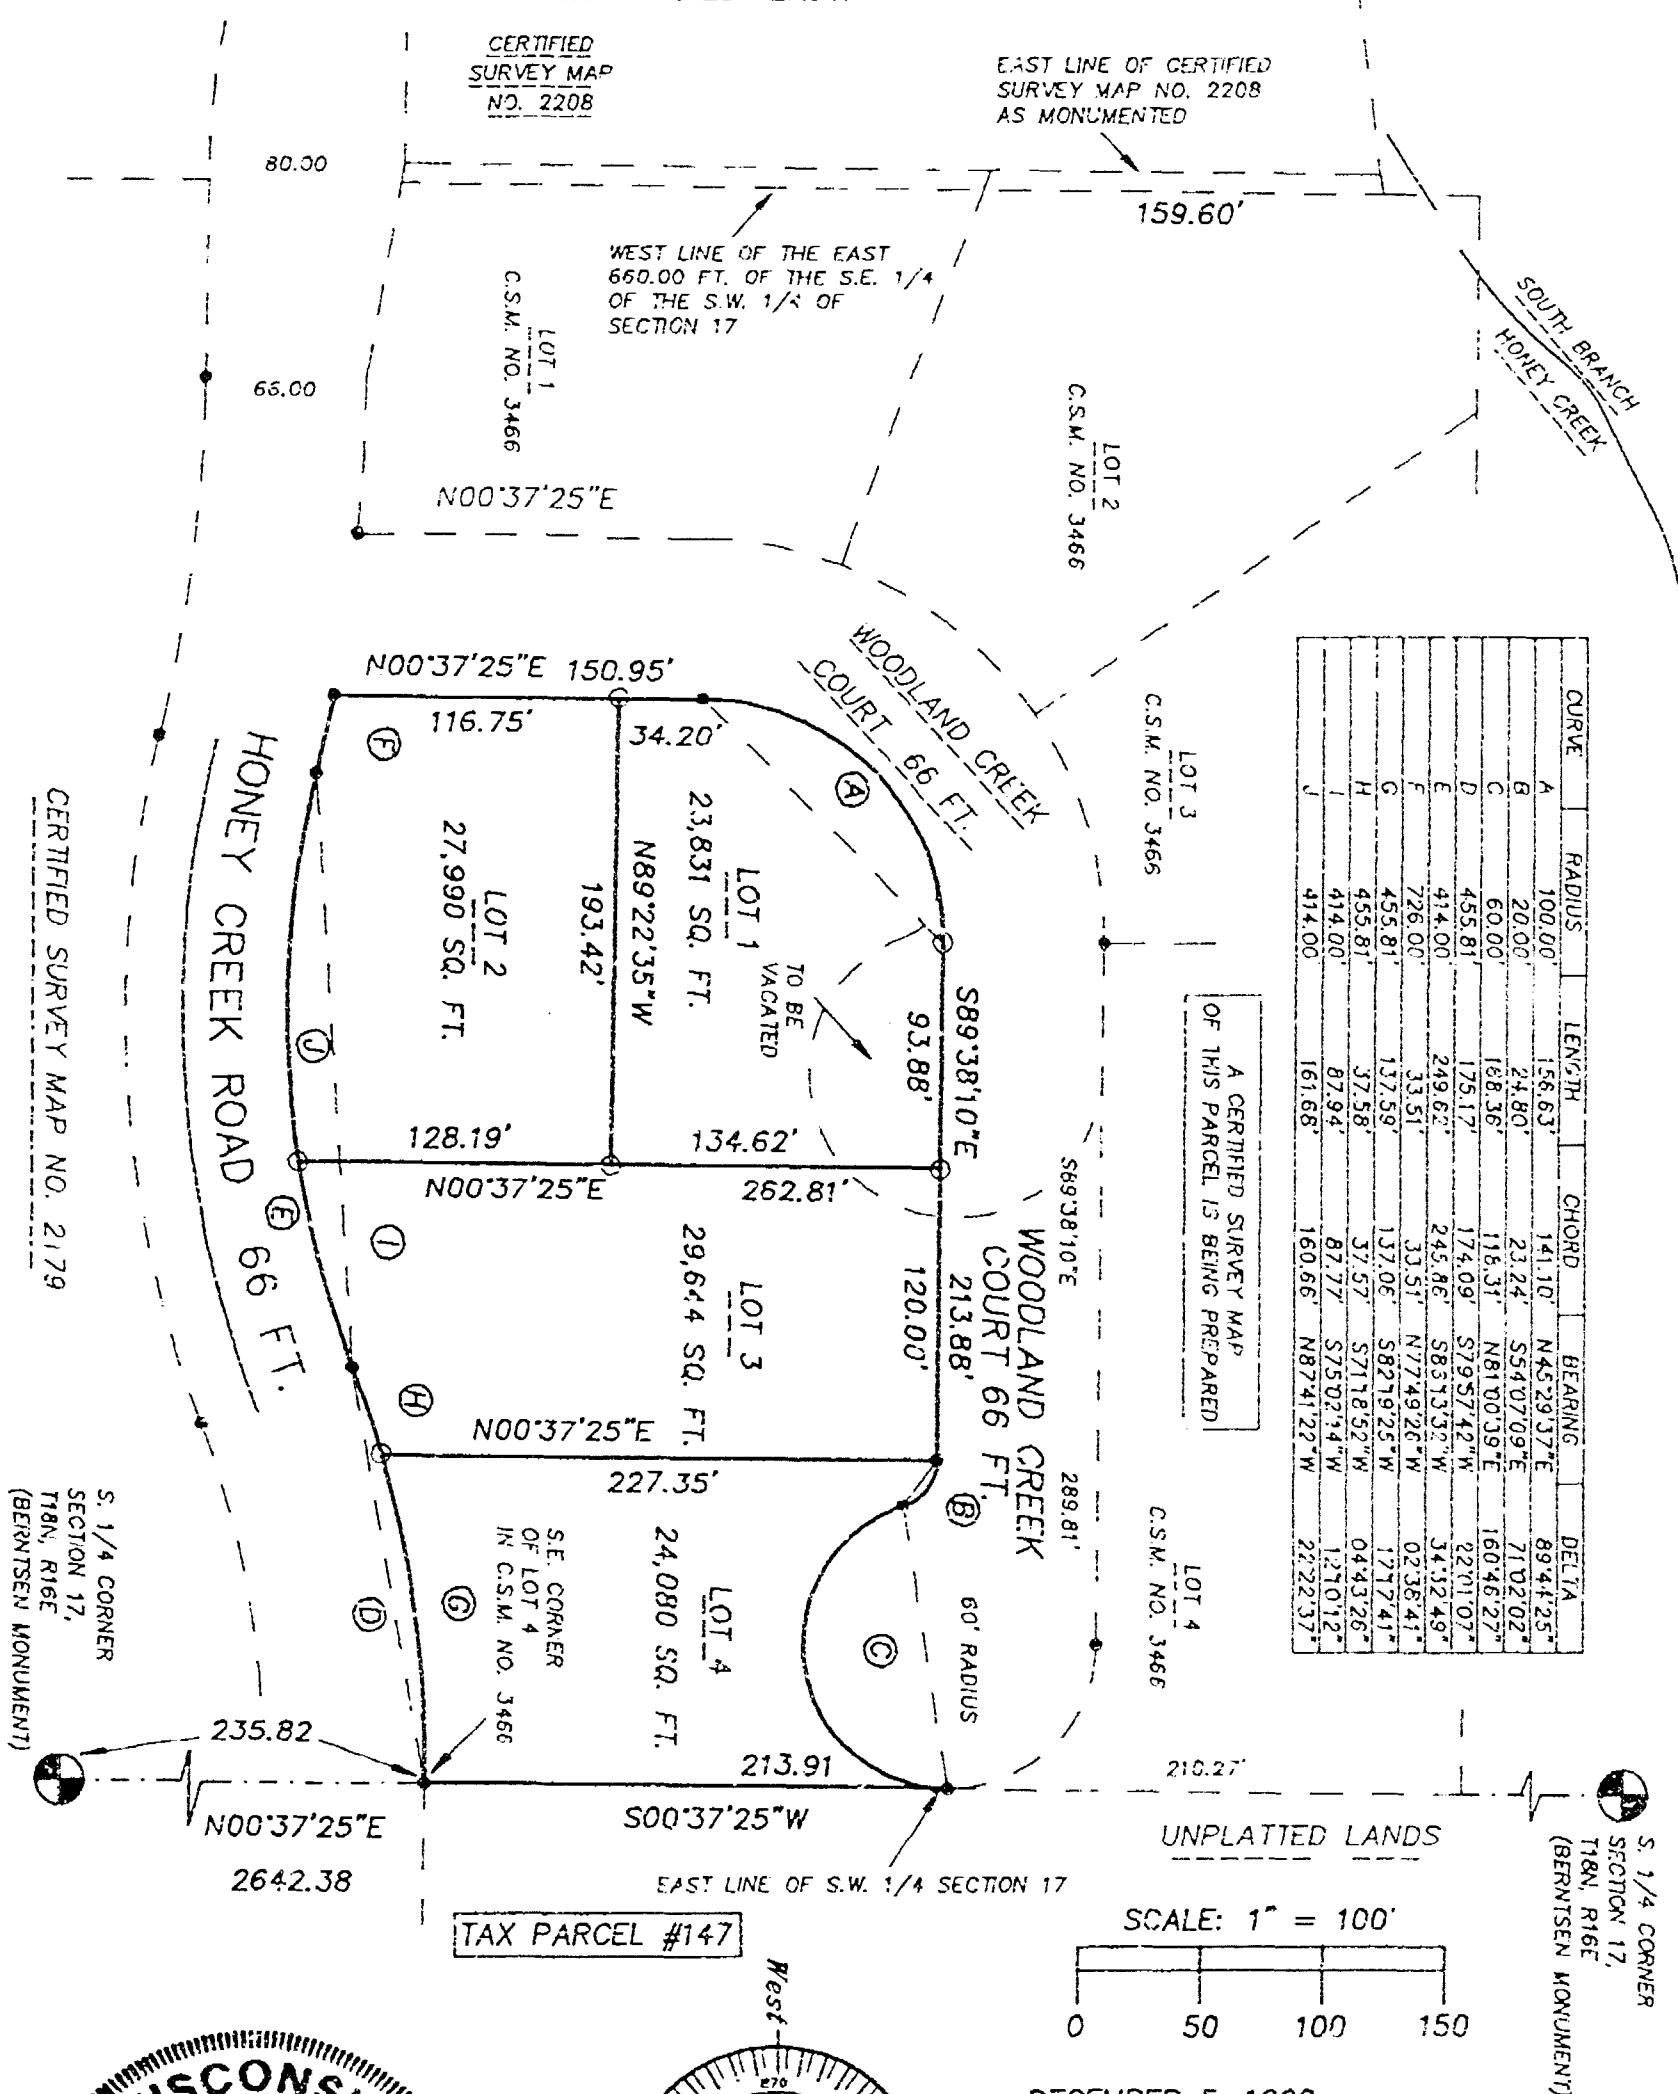 CERTIFIED
SURVEY MAP
NO. 2208
EAST LINE OF CERTIFIED
SURVEY MAP NO. 2208
AS MONUMENTED
80.00
159.60'
WEST LINE OF THE EAST
660.00 FT. OF THE S.E. 1/4
OF THE S.W. 1/4 OF
SECTION 17
SOUTH BRANCH
HONEY CREEK
LOT 1
C.S.M. NO. 3466
66.00
LOT 2
C.S.M. NO. 3466
N00°37'25"E
WOODLAND CREEK
COURT 66 FT.
LOT 3
C.S.M. NO. 3466
CURVE RADIUS LENGTH CHORD BEARING DELTA
A 100.00' 156.63' 141.10' N45°29'37"E 89°44'25"
B 20.00' 24.80' 23.24' S54°07'09"E 71°02'02"
C 60.00' 168.36' 118.31' N81°00'39"E 160°46'27"
D 455.81' 175.17' 174.09' S79°57'42"W 22°01'07"
E 414.00' 249.62' 245.86' S83°13'32"W 34°32'49"
F 726.00' 33.51' 33.51' N77°49'26"W 02°38'41"
G 455.81' 137.59' 137.06' S82°19'25"W 17°17'41"
H 455.81' 37.58' 37.57' S71°18'52"W 04°43'26"
I 414.00' 87.94' 87.77' S75°02'14"W 12°10'12"
J 414.00 161.68' 160.66' N87°41'22"W 22°22'37"
A CERTIFIED SURVEY MAP
OF THIS PARCEL IS BEING PREPARED
N00°37'25"E 150.95'
116.75'
34.20'
F
A
LOT 1
23,831 SQ. FT.
N89°22'35"W
193.42'
LOT 2
27,990 SQ. FT.
TO BE
VACATED
S89°38'10"E
93.88'
HONEY CREEK ROAD 66 FT.
CERTIFIED SURVEY MAP NO. 2179
J
128.19'
134.62'
N00°37'25"E
262.81'
E
I
S89°38'10"E
289.81'
WOODLAND CREEK
COURT 66 FT.
213.88'
120.00'
LOT 3
29,644 SQ. FT.
H
N00°37'25"E
227.35'
B
LOT 4
C.S.M. NO. 3466
60' RADIUS
C
LOT 4
24,080 SQ. FT.
S.E. CORNER
OF LOT 4
IN C.S.M. NO. 3466
G
D
S. 1/4 CORNER
SECTION 17,
T18N, R16E
(BERNTSEN MONUMENT)
235.82
213.91
210.27'
N00°37'25"E
2642.38
S00°37'25"W
UNPLATTED LANDS
EAST LINE OF S.W. 1/4 SECTION 17
S. 1/4 CORNER
SECTION 17,
T18N, R16E
(BERNTSEN MONUMENT)
TAX PARCEL #147
SCALE: 1" = 100'
0 50 100 150
West
270